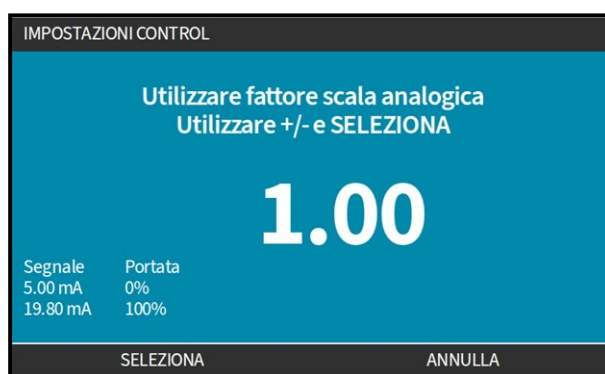 IMPOSTAZIONI CONTROL
Utilizzare fattore scala analogica
Utilizzare +/- e SELEZIONA
1.00
Segnale Portata
5.00 mA 0%
19.80 mA 100%
SELEZIONA ANNULLA